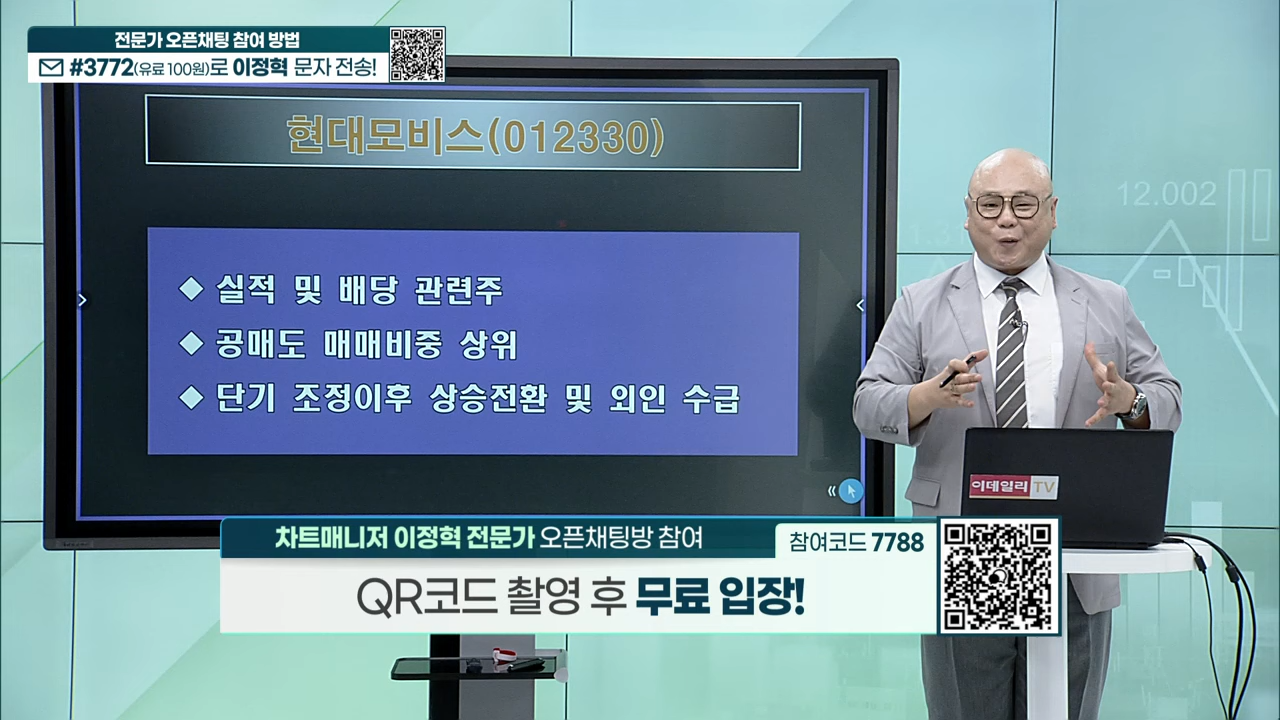 전문가 오픈채팅 참여 방법
#3772(유료 100원)로 이정혁 문자 전송!
현대모비스(012330)
◆ 실적 및 배당 관련주
◆ 공매도 매매비중 상위
◆ 단기 조정이후 상승전환 및 외인 수급
12.002
이데일리 TV
차트매니저 이정혁 전문가 오픈채팅방 참여
참여코드 7788
QR코드 촬영 후 무료 입장!